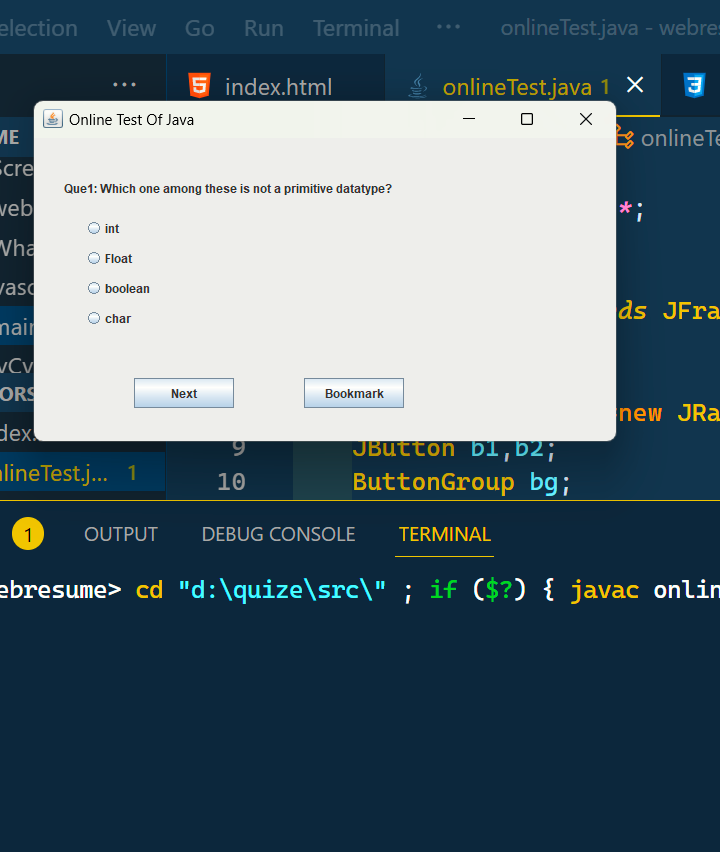 election View Go Run Terminal ··· onlineTest.java - webres
··· index.html onlineTest.java 1
Online Test Of Java
ME onlineTe
Scre
web
Wha
vasc
main
vCv
ORS
dex.
nlineTest.j... 1
Que1: Which one among these is not a primitive datatype?
int
Float
boolean
char
Next Bookmark
*;
ds JFra
new JRa
9 JButton b1,b2;
10 ButtonGroup bg;
1 OUTPUT DEBUG CONSOLE TERMINAL
ebresume> cd "d:\quize\src\" ; if ($?) { javac onlin